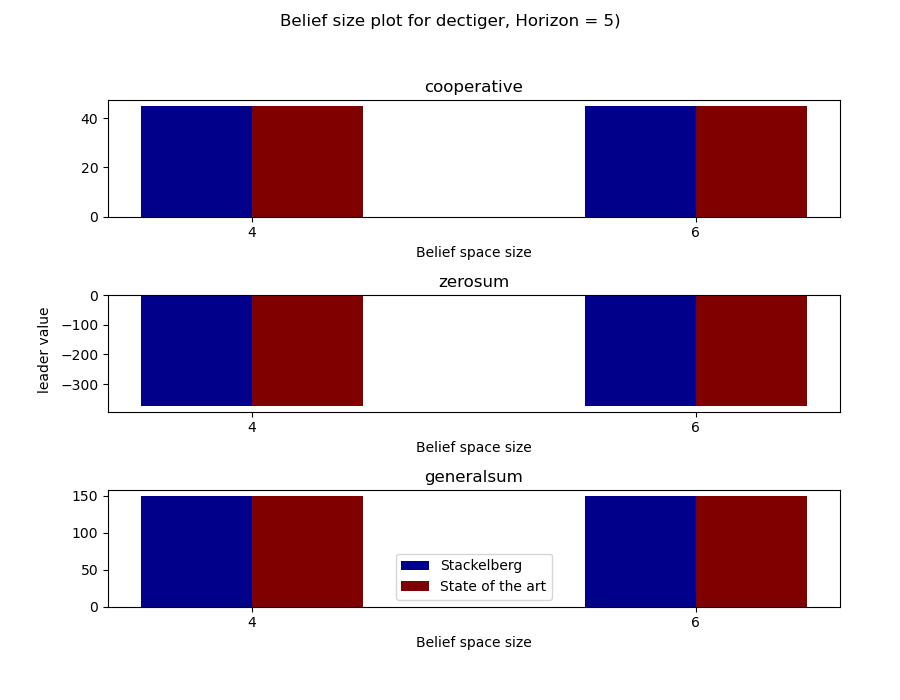 Belief size plot for dectiger, Horizon = 5)
cooperative
40
20
0
4 6
Belief space size
zerosum
0
−100
−200
−300
leader value
4 6
Belief space size
generalsum
150
100
50
0
Stackelberg
State of the art
4 6
Belief space size